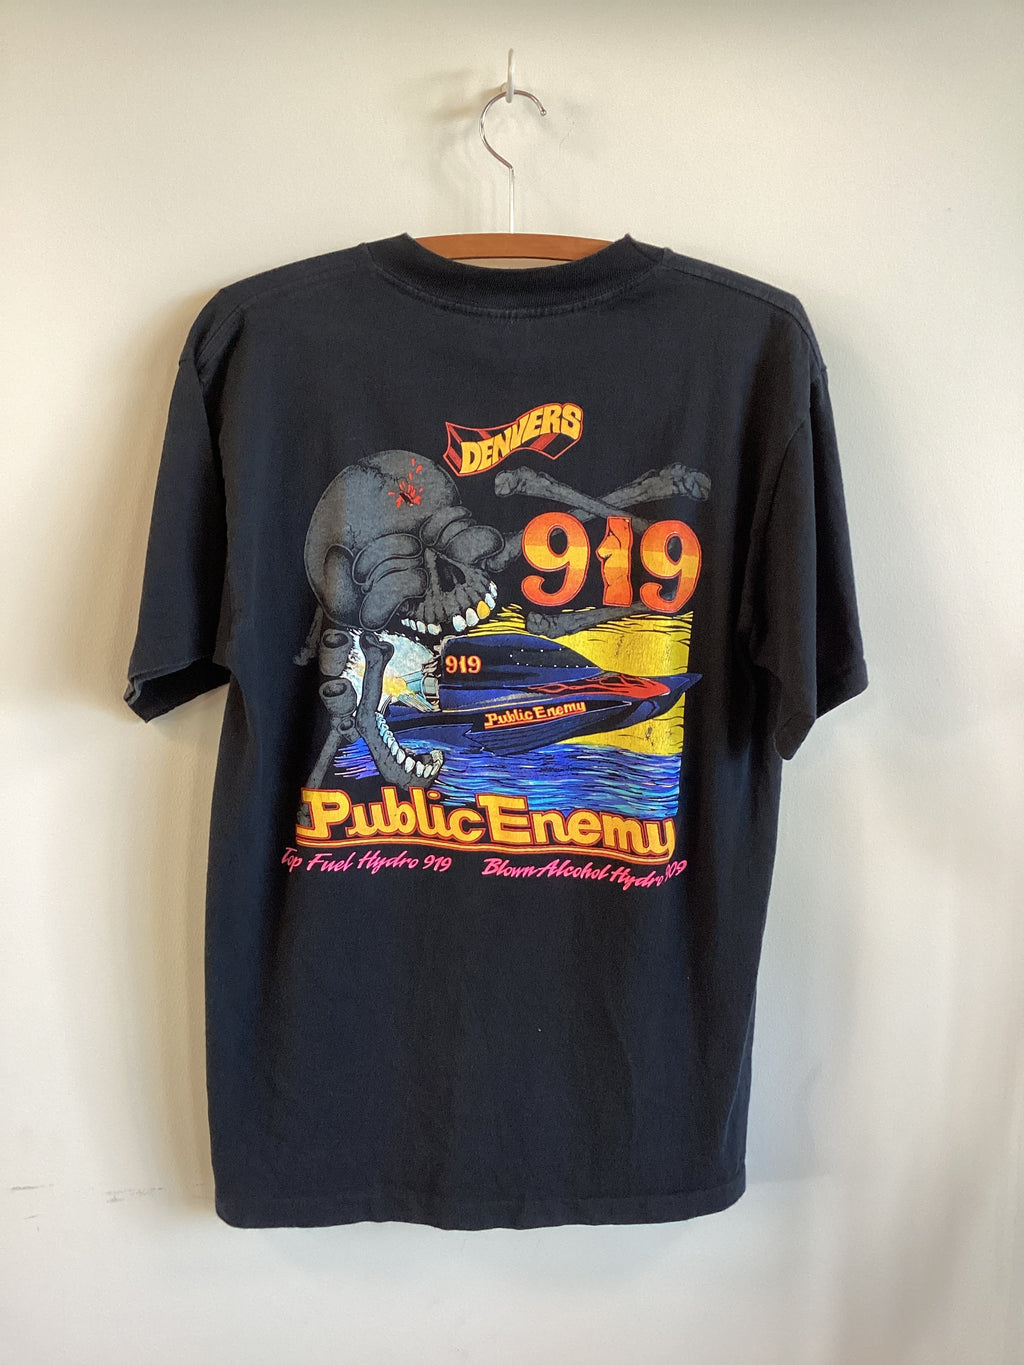 DENVERS
919
919
Public Enemy
Public Enemy
Top Fuel Hydro 919 Blown Alcohol Hydro 909